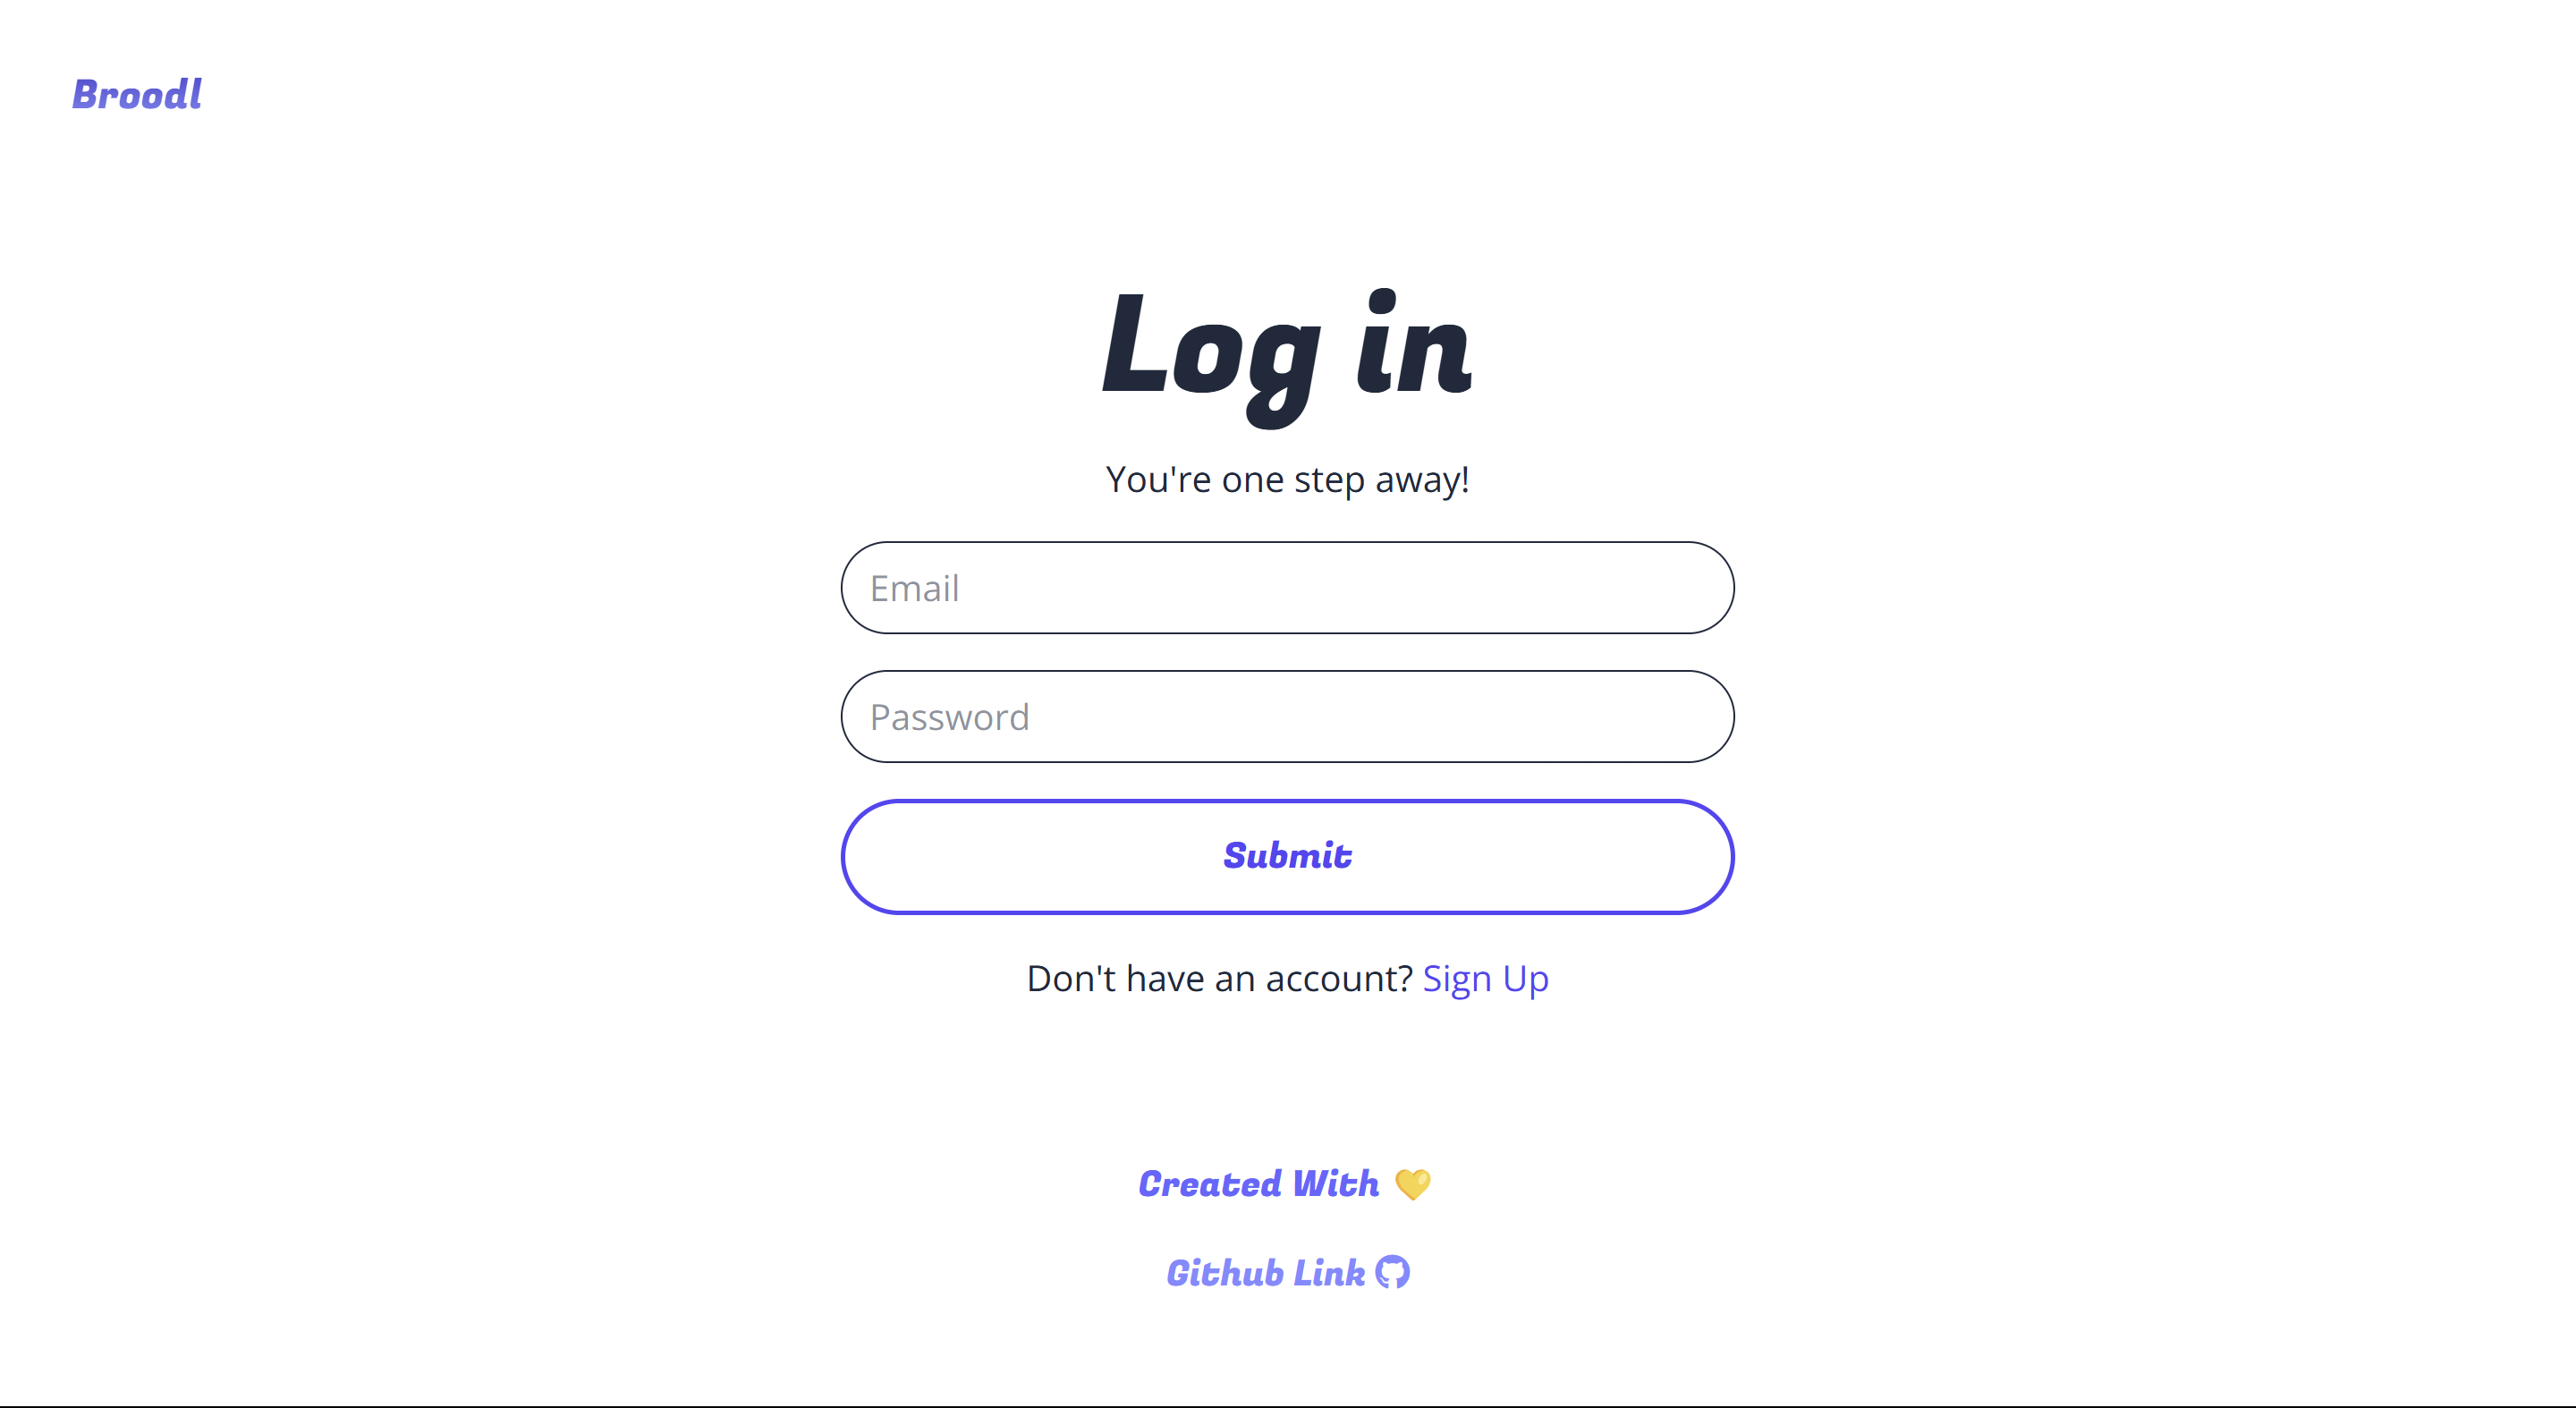 Broodl
Log in
You're one step away!
Email
Password
Submit
Don't have an account? Sign Up
Created With 💛
Github Link